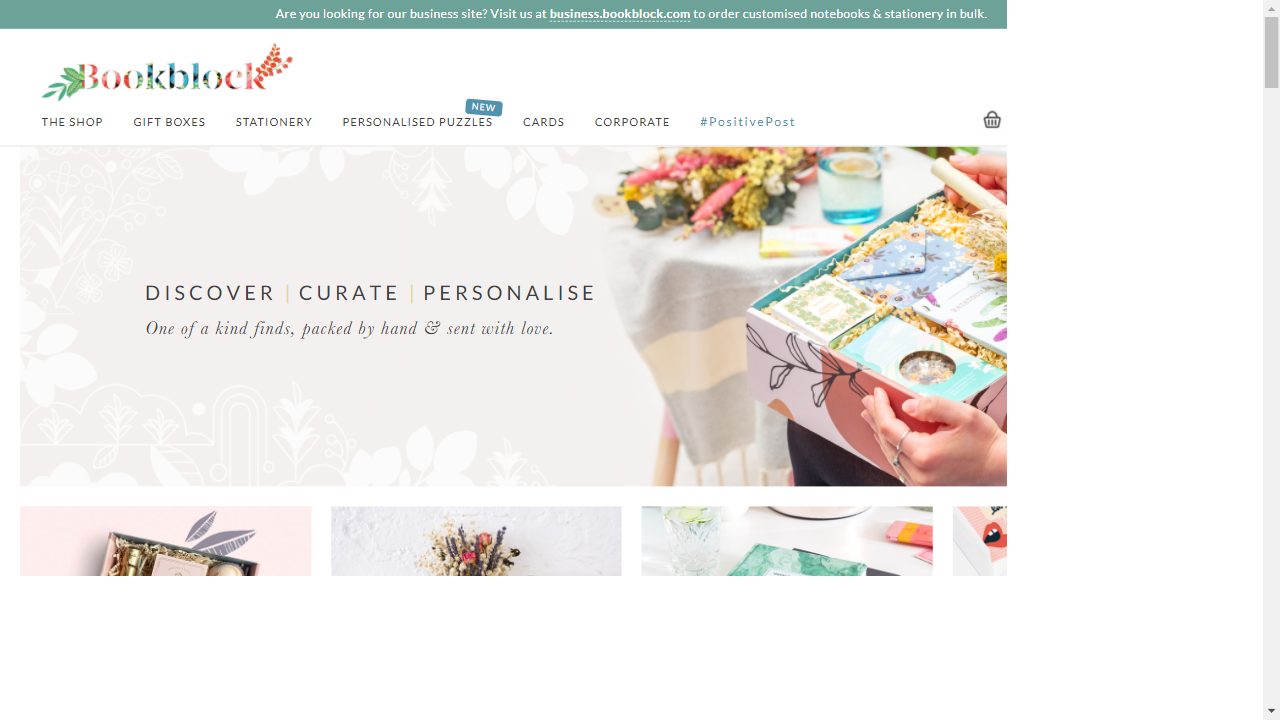 Are you looking for our business site? Visit us at business.bookblock.com to order customised notebooks & stationery in bulk.
Bookblock
NEW
THE SHOP GIFT BOXES STATIONERY PERSONALISED PUZZLES CARDS CORPORATE #PositivePost
DISCOVER | CURATE | PERSONALISE
One of a kind finds, packed by hand & sent with love.